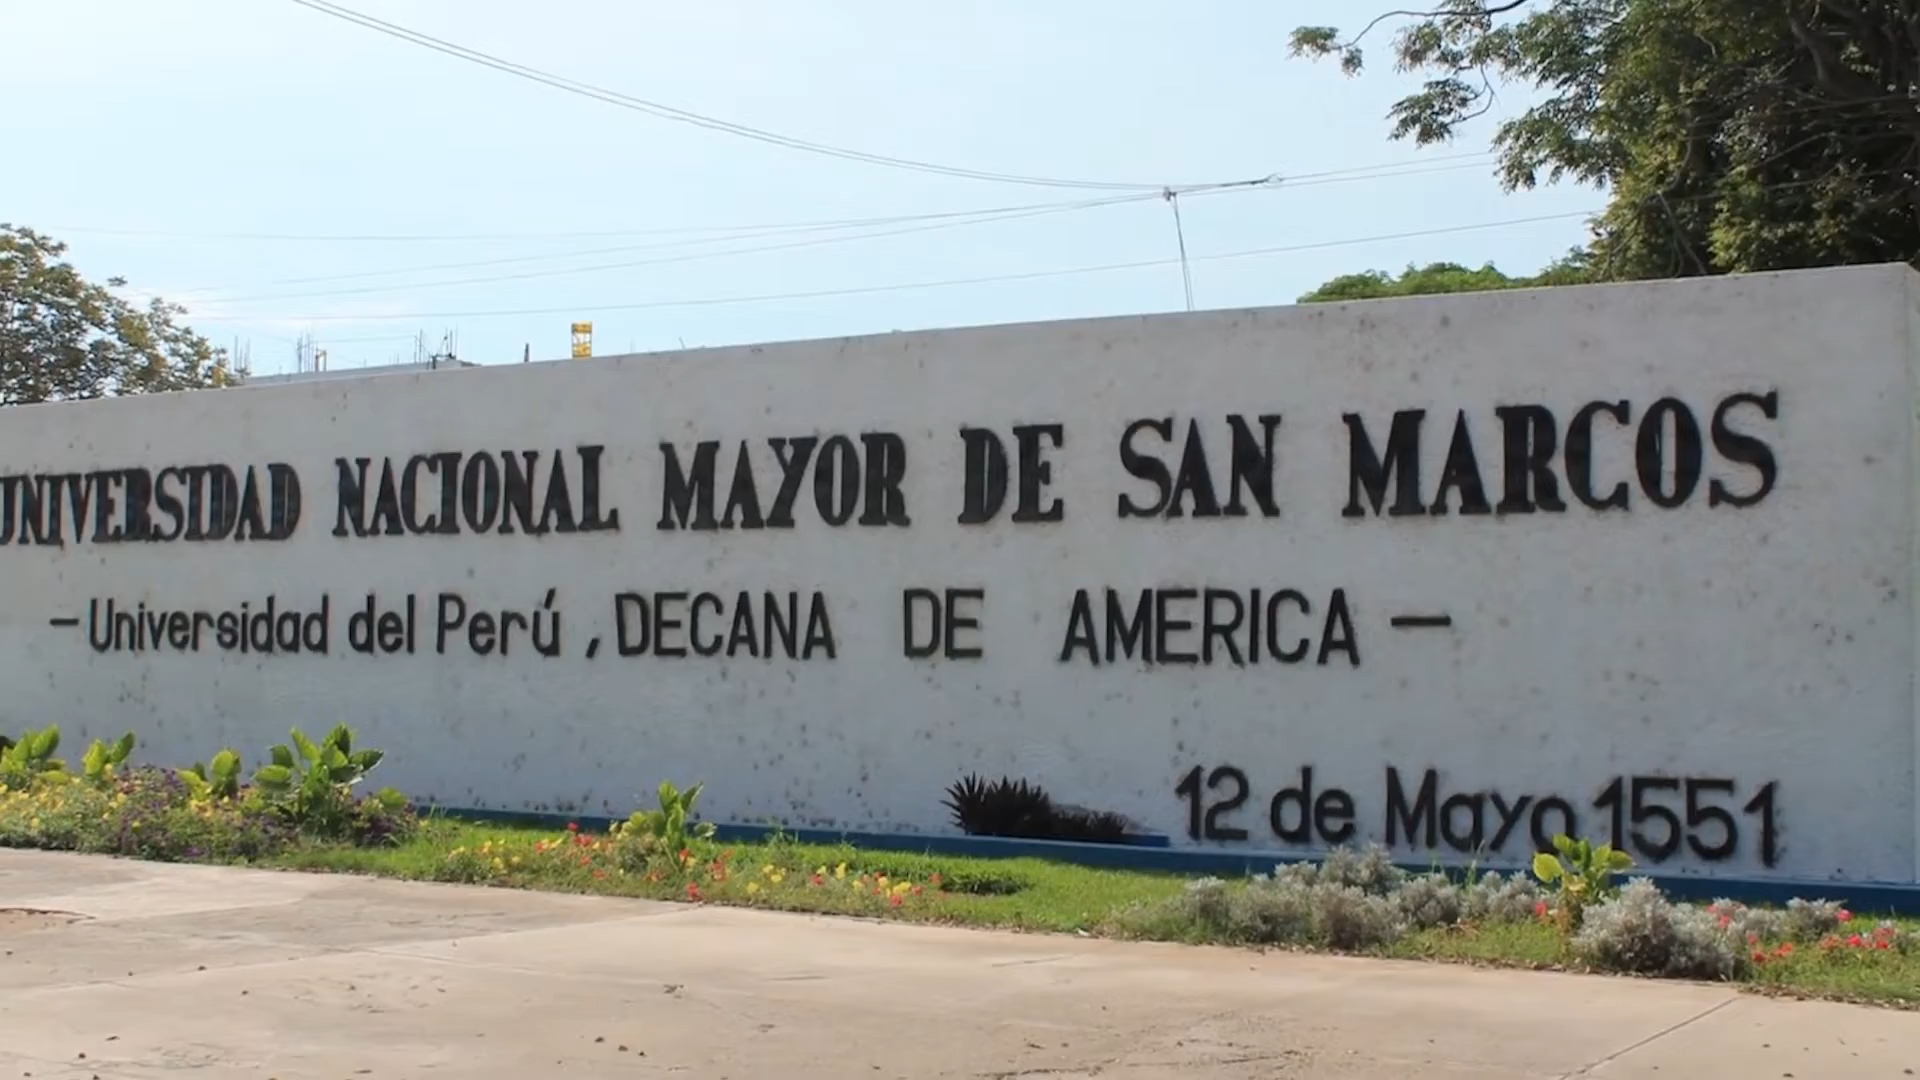 UNIVERSIDAD NACIONAL MAYOR DE SAN MARCOS
– Universidad del Perú , DECANA DE AMERICA –
12 de Mayo 1551